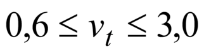 0,6 ≤ v_t ≤ 3,0